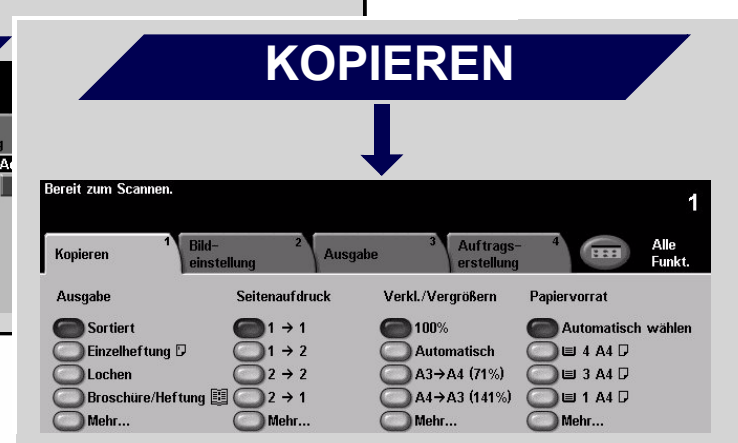 KOPIEREN
Bereit zum Scannen.
1
Kopieren 1
Bild-
einstellung 2
Ausgabe 3
Auftrags-
erstellung 4
Alle
Funkt.
Ausgabe
Sortiert
Einzelheftung
Lochen
Broschüre/Heftung
Mehr...
Seitenaufdruck
1 → 1
1 → 2
2 → 2
2 → 1
Mehr...
Verkl./Vergrößern
100%
Automatisch
A3→A4 (71%)
A4→A3 (141%)
Mehr...
Papiervorrat
Automatisch wählen
4 A4
3 A4
1 A4
Mehr...